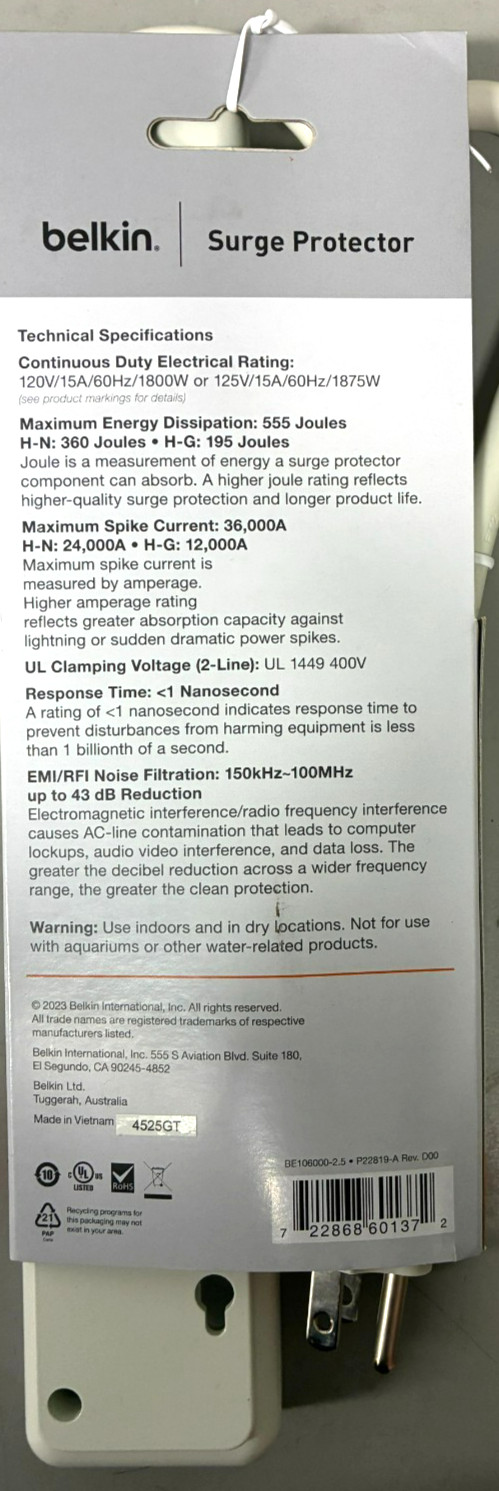 belkin. | Surge Protector
Technical Specifications
Continuous Duty Electrical Rating:
120V/15A/60Hz/1800W or 125V/15A/60Hz/1875W
(see product markings for details)
Maximum Energy Dissipation: 555 Joules
H-N: 360 Joules • H-G: 195 Joules
Joule is a measurement of energy a surge protector
component can absorb. A higher joule rating reflects
higher-quality surge protection and longer product life.
Maximum Spike Current: 36,000A
H-N: 24,000A • H-G: 12,000A
Maximum spike current is
measured by amperage.
Higher amperage rating
reflects greater absorption capacity against
lightning or sudden dramatic power spikes.
UL Clamping Voltage (2-Line): UL 1449 400V
Response Time: <1 Nanosecond
A rating of <1 nanosecond indicates response time to
prevent disturbances from harming equipment is less
than 1 billionth of a second.
EMI/RFI Noise Filtration: 150kHz~100MHz
up to 43 dB Reduction
Electromagnetic interference/radio frequency interference
causes AC-line contamination that leads to computer
lockups, audio video interference, and data loss. The
greater the decibel reduction across a wider frequency
range, the greater the clean protection.
Warning: Use indoors and in dry locations. Not for use
with aquariums or other water-related products.
© 2023 Belkin International, Inc. All rights reserved.
All trade names are registered trademarks of respective
manufacturers listed.
Belkin International, Inc. 555 S Aviation Blvd. Suite 180,
El Segundo, CA 90245-4852
Belkin Ltd.
Tuggerah, Australia
Made in Vietnam 4525GT
BE106000-2.5 • P22819-A Rev. D00
10 c UL us LISTED RoHS
21 PAP
Recycling programs for
this packaging may not
exist in your area.
7 22868 60137 2